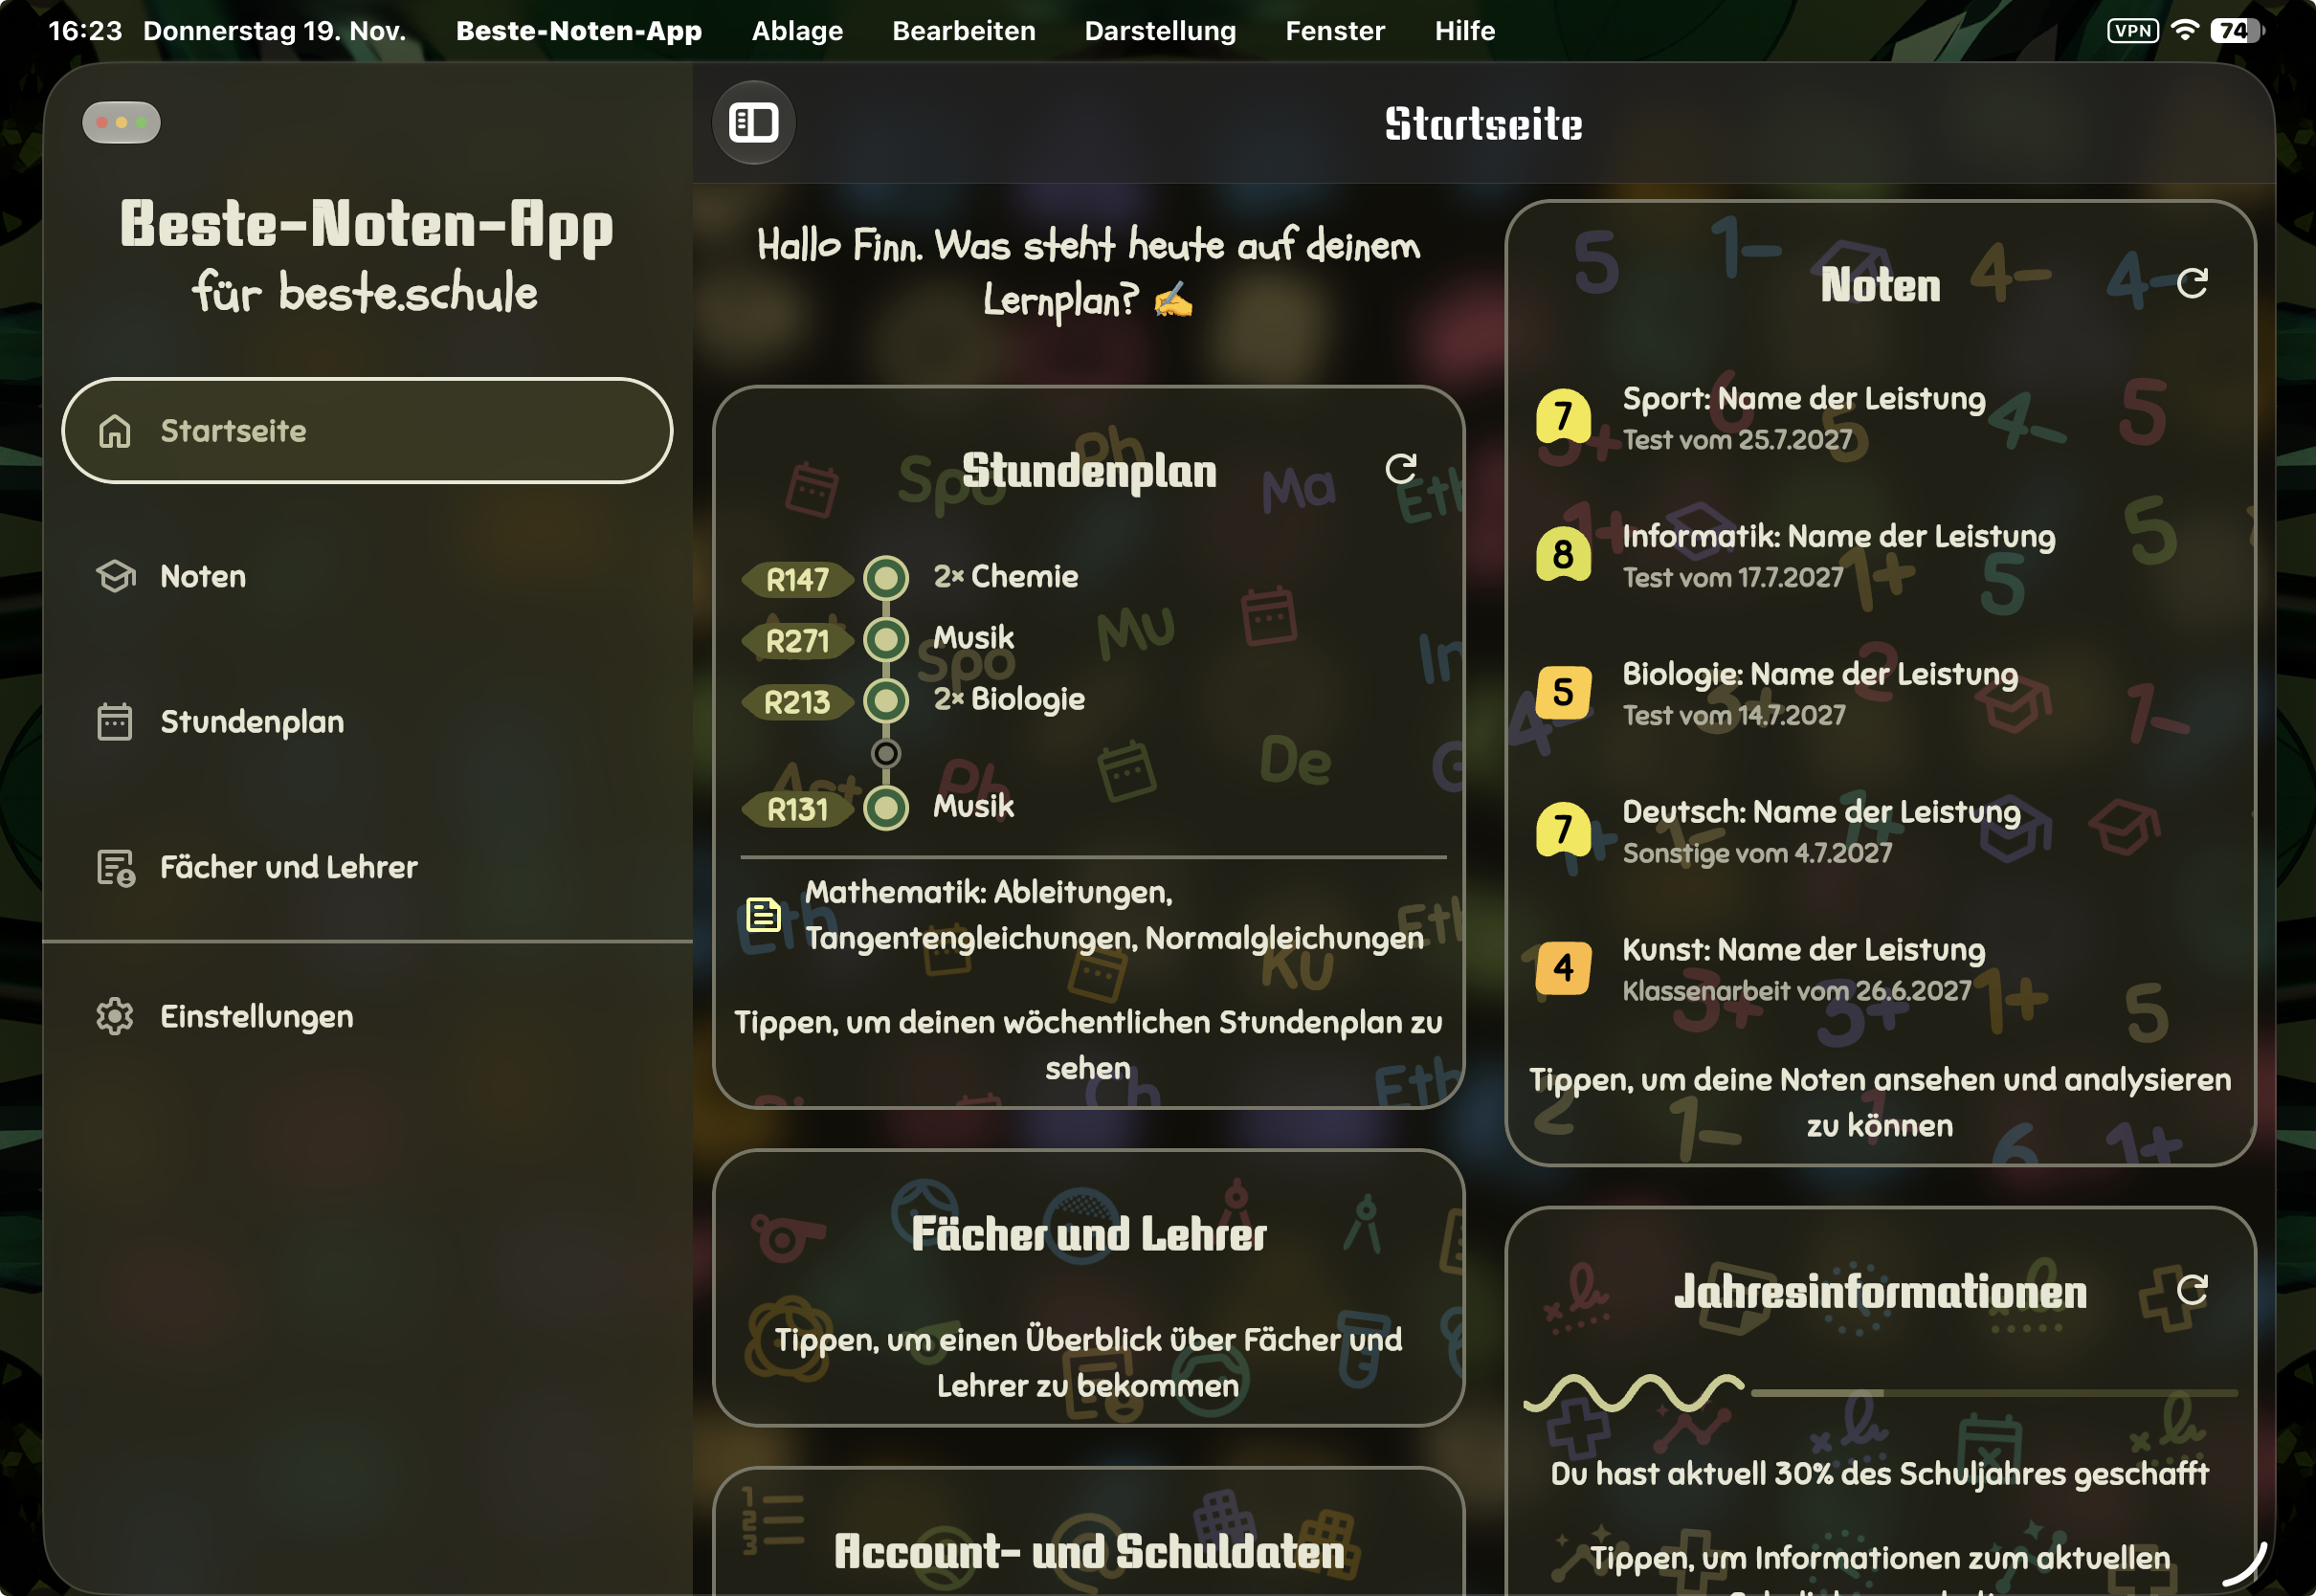 16:23 Donnerstag 19. Nov. Beste-Noten-App Ablage Bearbeiten Darstellung Fenster Hilfe VPN 74
Beste-Noten-App
für beste.schule
Startseite
Noten
Stundenplan
Fächer und Lehrer
Einstellungen
Startseite
Hallo Finn. Was steht heute auf deinem
Lernplan? ✍️
Stundenplan
R147 2× Chemie
R271 Musik
R213 2× Biologie
R131 Musik
Mathematik: Ableitungen,
Tangentengleichungen, Normalgleichungen
Tippen, um deinen wöchentlichen Stundenplan zu
sehen
Fächer und Lehrer
Tippen, um einen Überblick über Fächer und
Lehrer zu bekommen
Account- und Schuldaten
Noten
7 Sport: Name der Leistung
Test vom 25.7.2027
8 Informatik: Name der Leistung
Test vom 17.7.2027
5 Biologie: Name der Leistung
Test vom 14.7.2027
7 Deutsch: Name der Leistung
Sonstige vom 4.7.2027
4 Kunst: Name der Leistung
Klassenarbeit vom 26.6.2027
Tippen, um deine Noten ansehen und analysieren
zu können
Jahresinformationen
Du hast aktuell 30% des Schuljahres geschafft
Tippen, um Informationen zum aktuellen